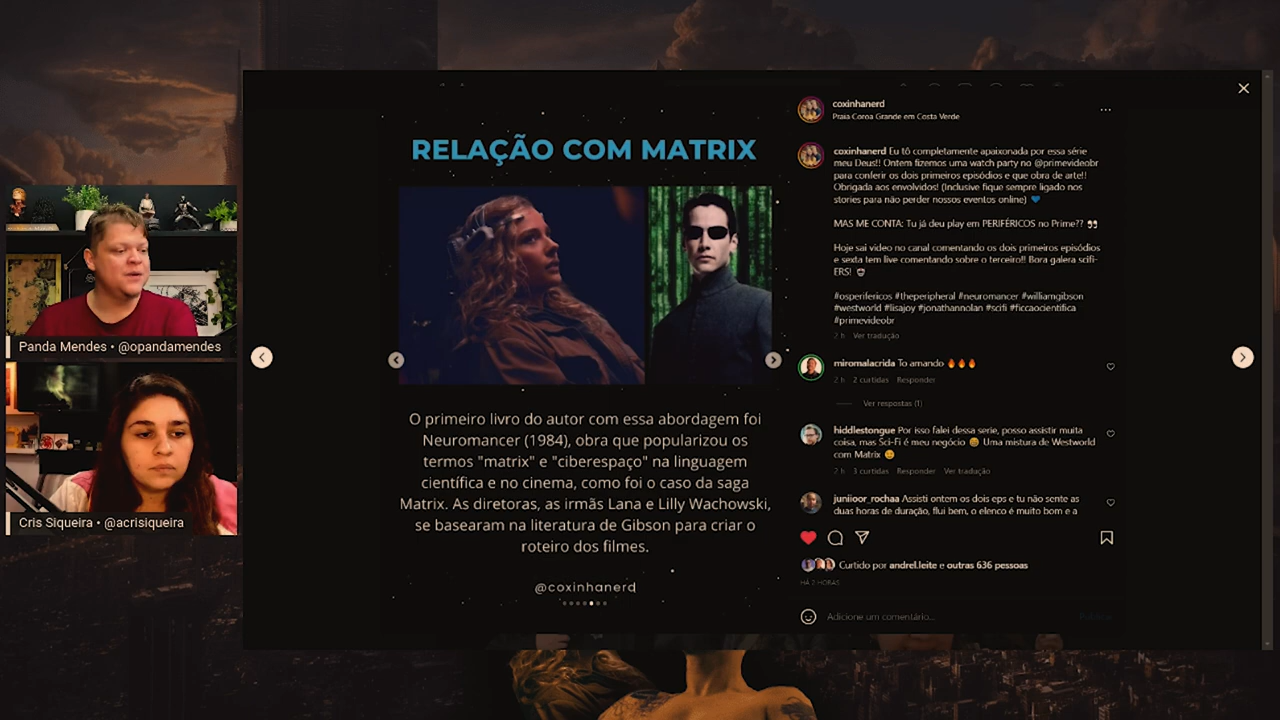 RELAÇÃO COM MATRIX
O primeiro livro do autor com essa abordagem foi
Neuromancer (1984), obra que popularizou os
termos "matrix" e "ciberespaço" na linguagem
científica e no cinema, como foi o caso da saga
Matrix. As diretoras, as irmãs Lana e Lilly Wachowski,
se basearam na literatura de Gibson para criar o
roteiro dos filmes.
@coxinhanerd
coxinhanerd
Praia Coroa Grande em Costa Verde
coxinhanerd Eu tô completamente apaixonada por essa série
meu Deus!! Ontem fizemos uma watch party no @primevideobr
para conferir os dois primeiros episódios e que obra de arte!!
Obrigada aos envolvidos! (Inclusive fique sempre ligado nos
stories para não perder nossos eventos online) 💙
MAS ME CONTA: Tu já deu play em PERIFÉRICOS no Prime?? 👀
Hoje sai video no canal comentando os dois primeiros episódios
e sexta tem live comentando sobre o terceiro!! Bora galera scifi-
ERS! 🤓
#osperifericos #theperipheral #neuromancer #williamgibson
#westworld #lisajoy #jonathannolan #scifi #ficcaocientifica
#primevideobr
2 h Ver tradução
miromalacrida To amando 🔥🔥🔥
2 h 2 curtidas Responder
Ver respostas (1)
hiddlestongue Por isso falei dessa serie, posso assistir muita
coisa, mas Sci-Fi é meu negócio 😄 Uma mistura de Westworld
com Matrix 😍
2 h 3 curtidas Responder Ver tradução
juniioor_rochaa Assisti ontem os dois eps e tu não sente as
duas horas de duração, flui bem, o elenco é muito bom e a
Curtido por andrel.leite e outras 636 pessoas
HÁ 2 HORAS
Adicione um comentário...
Panda Mendes • @opandamendes
Cris Siqueira • @acrisiqueira